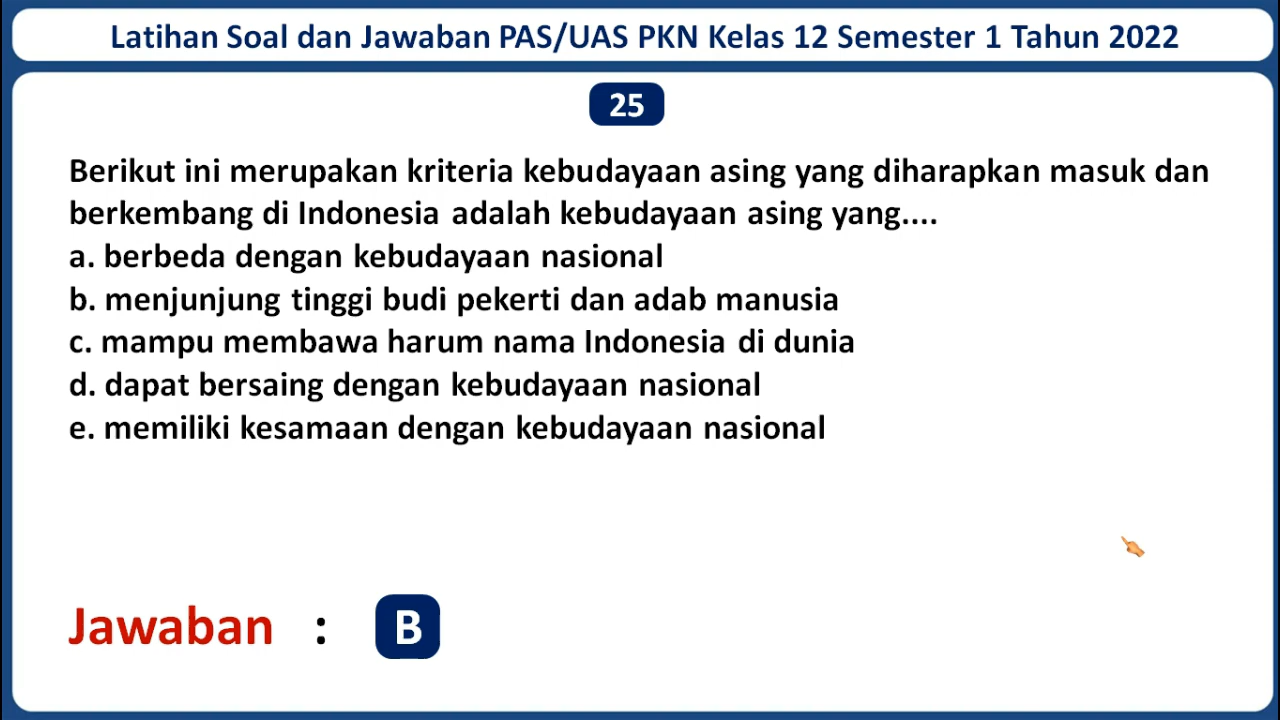 Latihan Soal dan Jawaban PAS/UAS PKN Kelas 12 Semester 1 Tahun 2022
25
Berikut ini merupakan kriteria kebudayaan asing yang diharapkan masuk dan
berkembang di Indonesia adalah kebudayaan asing yang....
a. berbeda dengan kebudayaan nasional
b. menjunjung tinggi budi pekerti dan adab manusia
c. mampu membawa harum nama Indonesia di dunia
d. dapat bersaing dengan kebudayaan nasional
e. memiliki kesamaan dengan kebudayaan nasional
Jawaban : B